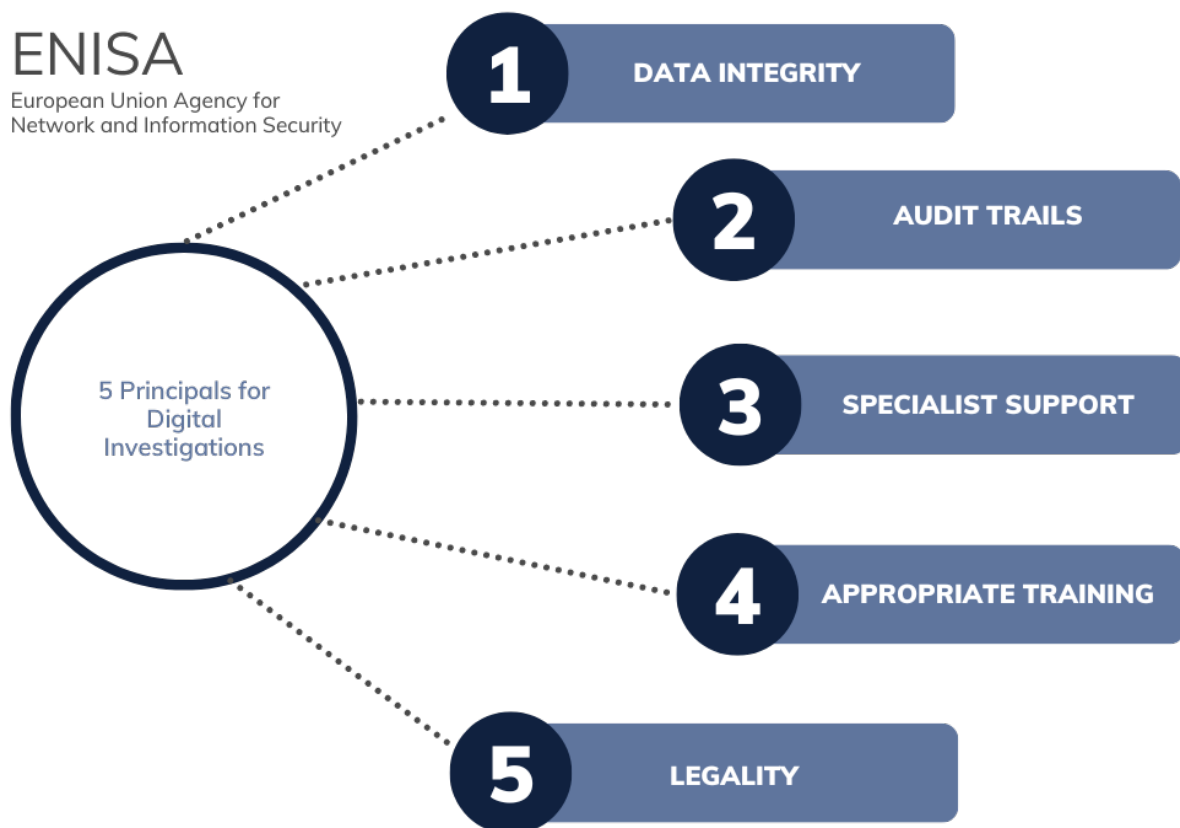 ENISA
European Union Agency for
Network and Information Security
1
DATA INTEGRITY
2
AUDIT TRAILS
5 Principals for
Digital
Investigations
3
SPECIALIST SUPPORT
4
APPROPRIATE TRAINING
5
LEGALITY